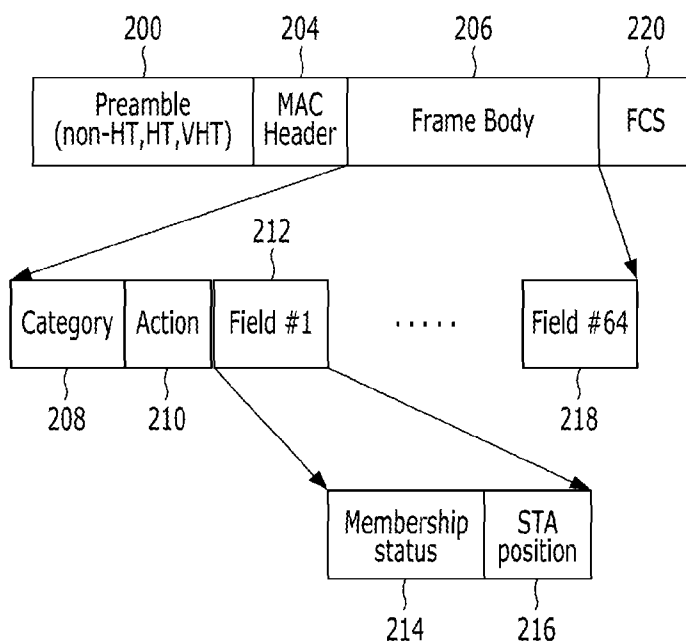 200 204 206 220
Preamble
(non-HT,HT,VHT)
MAC
Header
Frame Body
FCS
212
Category
Action
Field #1
.....
Field #64
208 210 218
Membership
status
STA
position
214 216